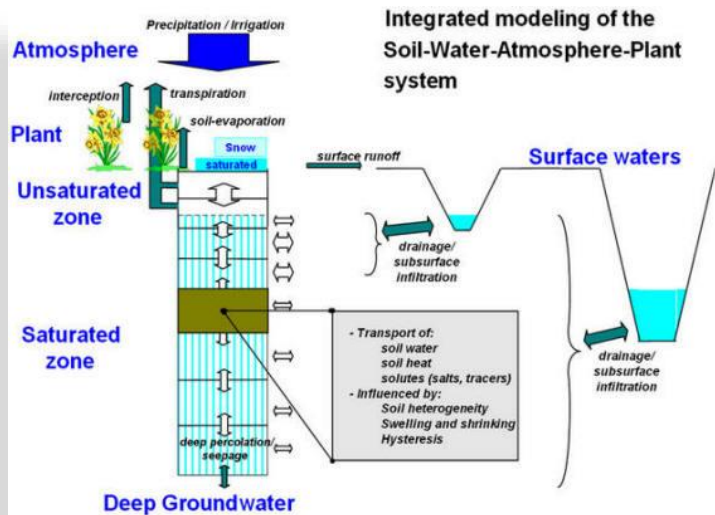 Integrated modeling of the
Soil-Water-Atmosphere-Plant
system
Precipitation / Irrigation
Atmosphere
interception
transpiration
Plant
soil-evaporation
Snow
saturated
surface runoff
Surface waters
Unsaturated
zone
drainage/
subsurface
infiltration
Saturated
zone
- Transport of:
soil water
soil heat
solutes (salts, tracers)
- Influenced by:
Soil heterogeneity
Swelling and shrinking
Hysteresis
drainage/
subsurface
infiltration
deep percolation/
seepage
Deep Groundwater